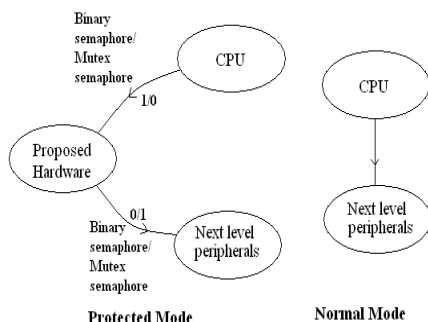 Binary
semaphore/
Mutex
semaphore
CPU
1/0
Proposed
Hardware
0/1
Binary
semaphore/
Mutex
semaphore
Next level
peripherals
Protected Mode
CPU
Next level
peripherals
Normal Mode